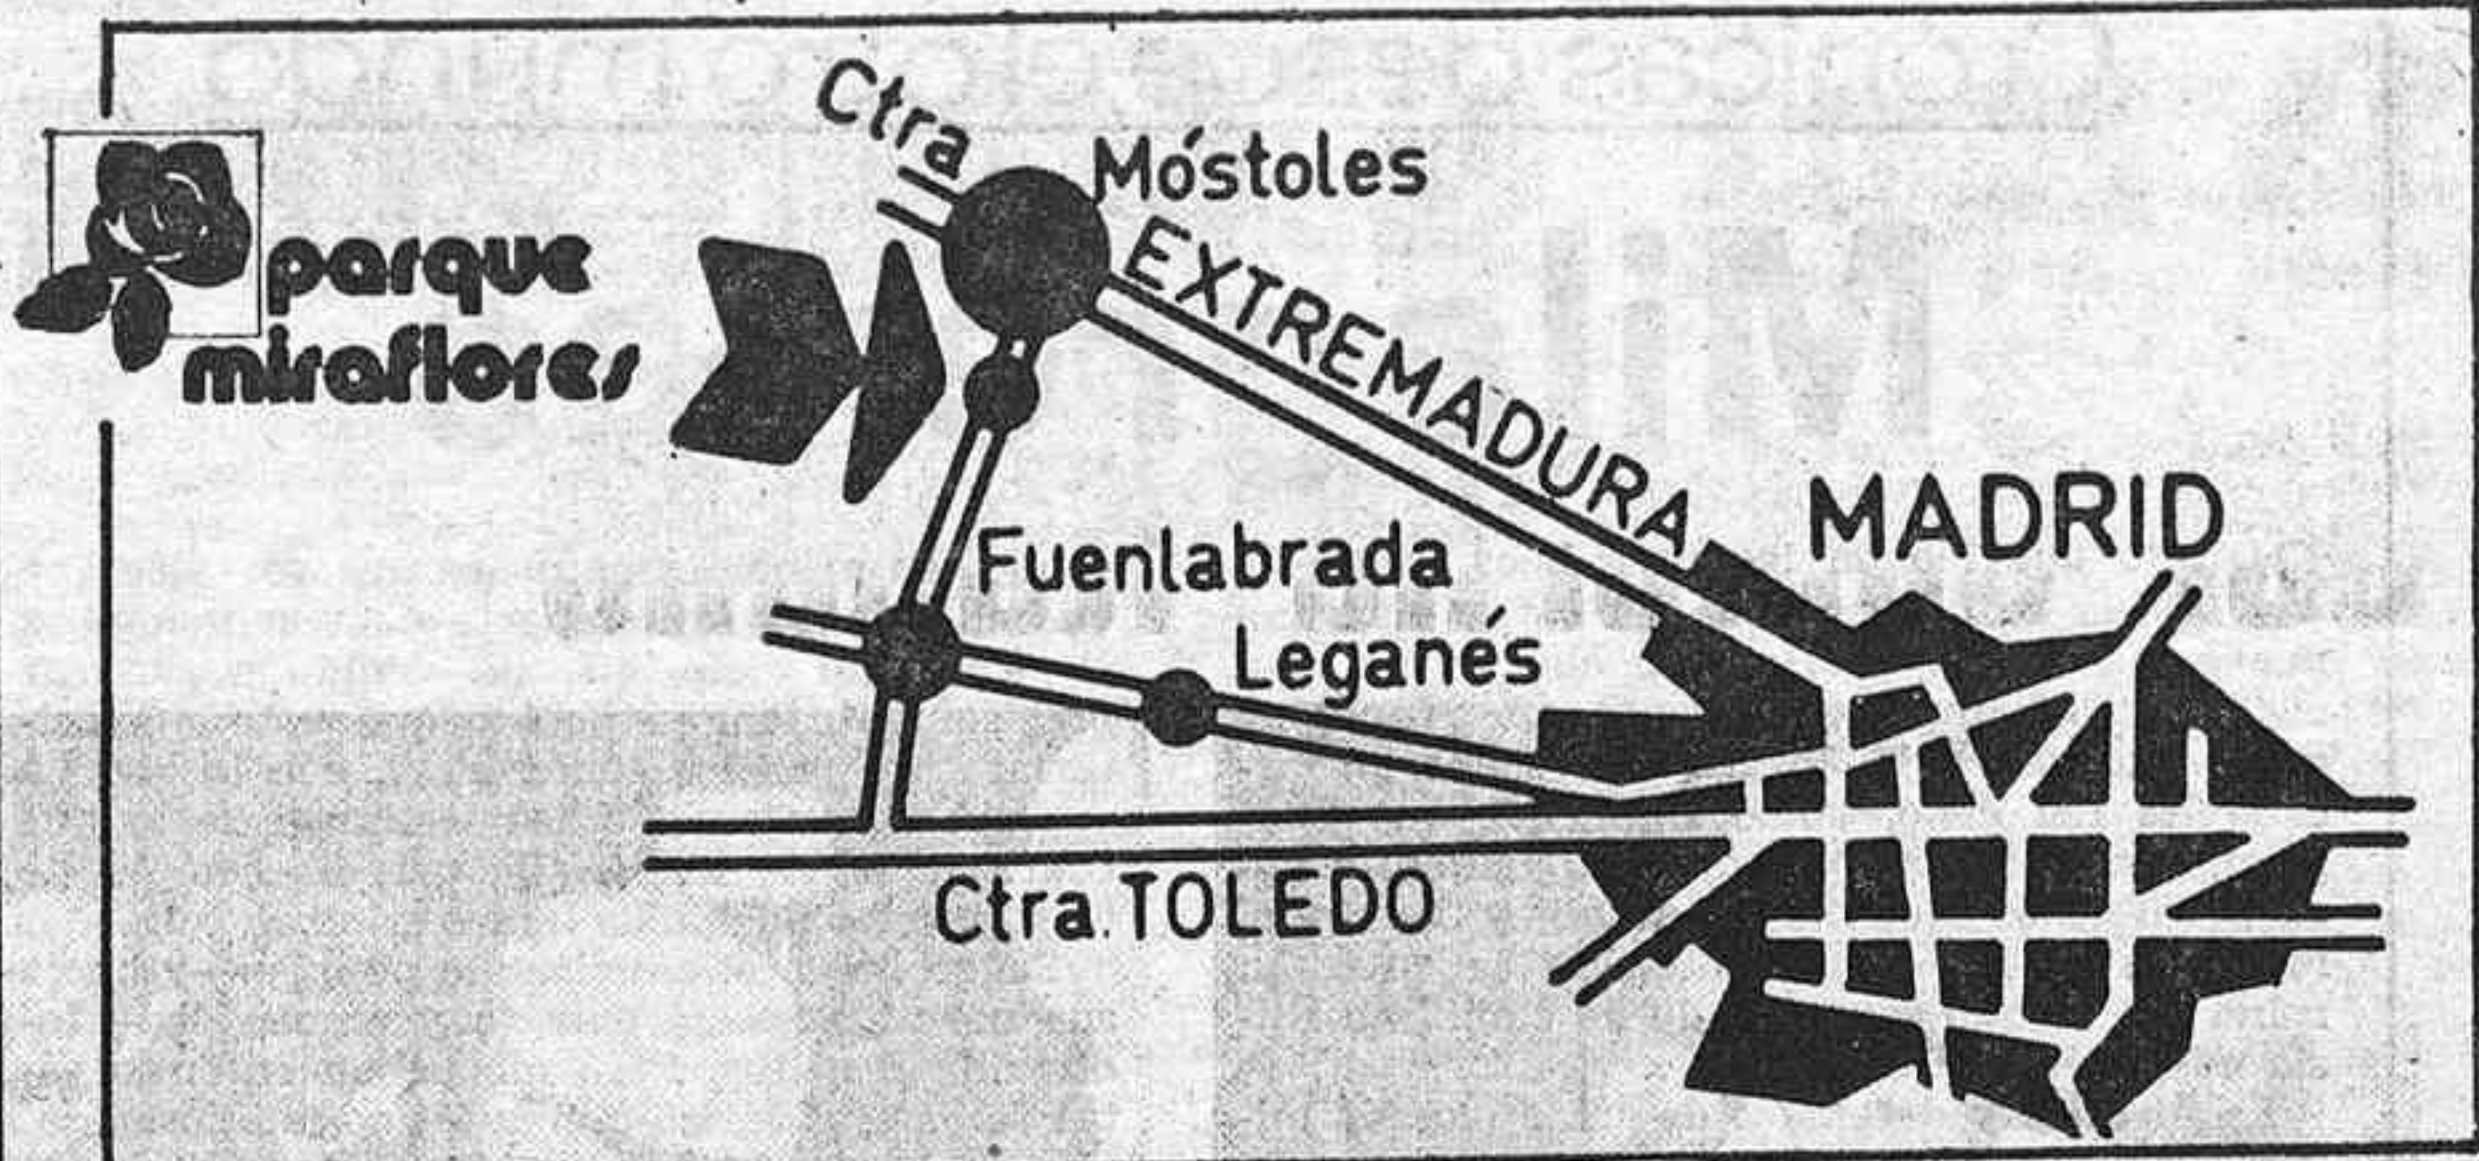 parque
miraflores
Ctra
Móstoles
EXTREMADURA
MADRID
Fuenlabrada
Leganés
Ctra. TOLEDO